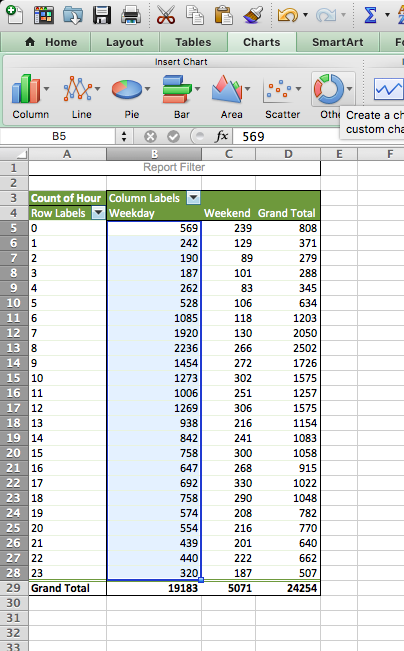 Home Layout Tables Charts SmartArt
Insert Chart
Column Line Pie Bar Area Scatter
Create a
custom
B5 fx 569
A B C D E F
1 Report Filter
2
3 Count of Hour Column Labels
4 Row Labels Weekday Weekend Grand Total
5 0 569 239 808
6 1 242 129 371
7 2 190 89 279
8 3 187 101 288
9 4 262 83 345
10 5 528 106 634
11 6 1085 118 1203
12 7 1920 130 2050
13 8 2236 266 2502
14 9 1454 272 1726
15 10 1273 302 1575
16 11 1006 251 1257
17 12 1269 306 1575
18 13 938 216 1154
19 14 842 241 1083
20 15 758 300 1058
21 16 647 268 915
22 17 692 330 1022
23 18 758 290 1048
24 19 574 208 782
25 20 554 216 770
26 21 439 201 640
27 22 440 222 662
28 23 320 187 507
29 Grand Total 19183 5071 24254
30
31
32
33